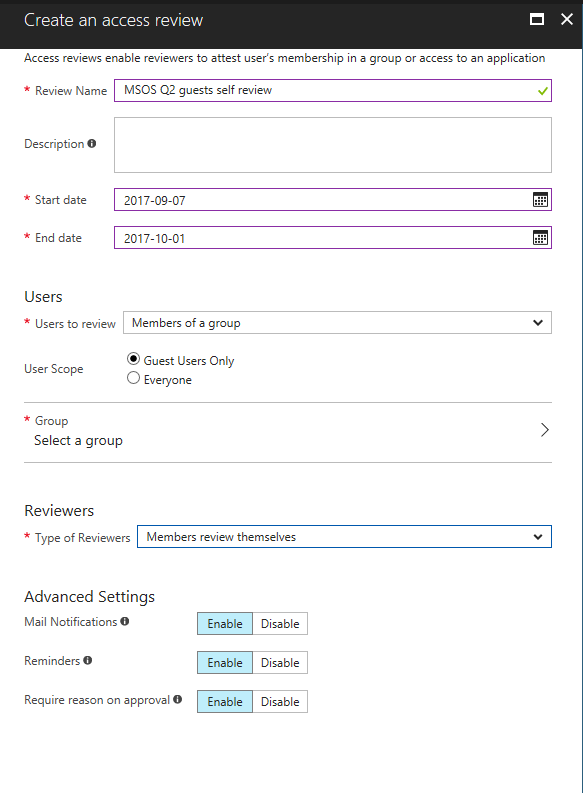 Create an access review
Access reviews enable reviewers to attest user's membership in a group or access to an application
* Review Name MSOS Q2 guests self review
Description
* Start date 2017-09-07
* End date 2017-10-01
Users
* Users to review Members of a group
User Scope
Guest Users Only
Everyone
* Group
Select a group
Reviewers
* Type of Reviewers Members review themselves
Advanced Settings
Mail Notifications Enable Disable
Reminders Enable Disable
Require reason on approval Enable Disable